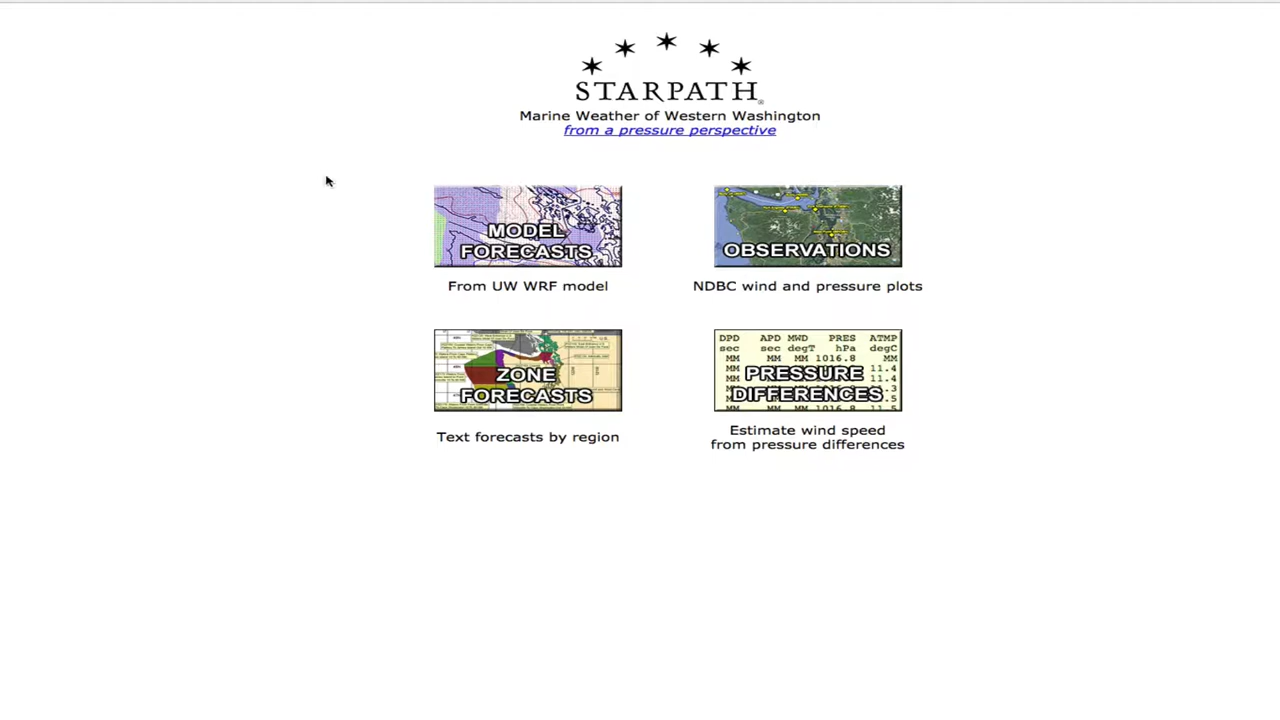 STARPATH®
Marine Weather of Western Washington
from a pressure perspective
MODEL
FORECASTS
From UW WRF model
OBSERVATIONS
NDBC wind and pressure plots
ZONE
FORECASTS
Text forecasts by region
DPD APD MWD PRES ATMP
sec sec degT hPa degC
MM MM MM 1016.8 MM
PRESSURE
DIFFERENCES
Estimate wind speed
from pressure differences